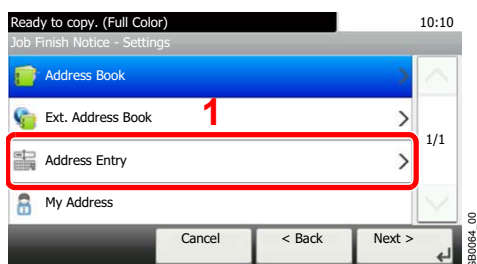 Ready to copy. (Full Color) 10:10
Job Finish Notice - Settings
Address Book
Ext. Address Book
1
1/1
Address Entry
My Address
Cancel < Back Next >